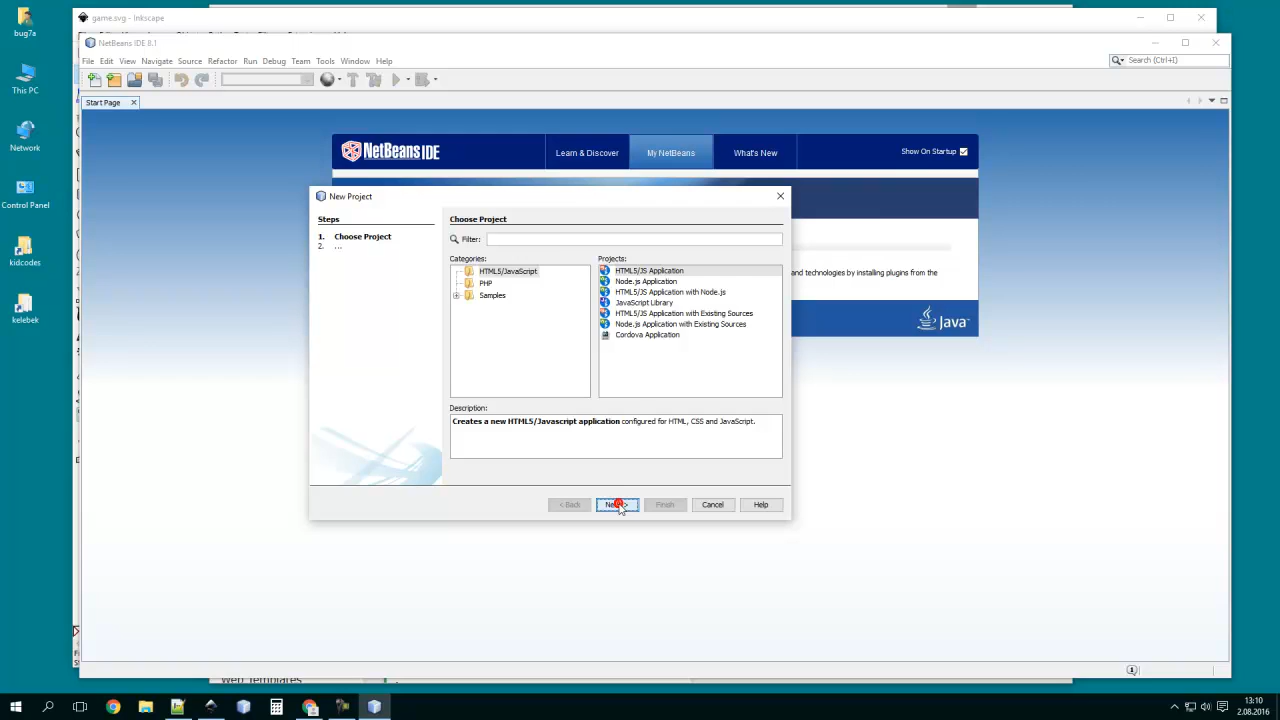 game.svg - Inkscape
bug7a
NetBeans IDE 8.1
File Edit View Navigate Source Refactor Run Debug Team Tools Window Help
Search (Ctrl+I)
This PC
Start Page
NetBeans IDE
Learn & Discover
My NetBeans
What's New
Show On Startup
Network
New Project
Control Panel
Steps
Choose Project
1. Choose Project
2. ...
Filter:
Categories:
Projects:
HTML5/JavaScript
PHP
Samples
HTML5/JS Application
Node.js Application
HTML5/JS Application with Node.js
JavaScript Library
HTML5/JS Application with Existing Sources
Node.js Application with Existing Sources
Cordova Application
and technologies by installing plugins from the
Java
kidcodes
kelebek
Description:
Creates a new HTML5/Javascript application configured for HTML, CSS and JavaScript.
< Back
Finish
Cancel
Help
Web Templates
13:10
2.08.2016